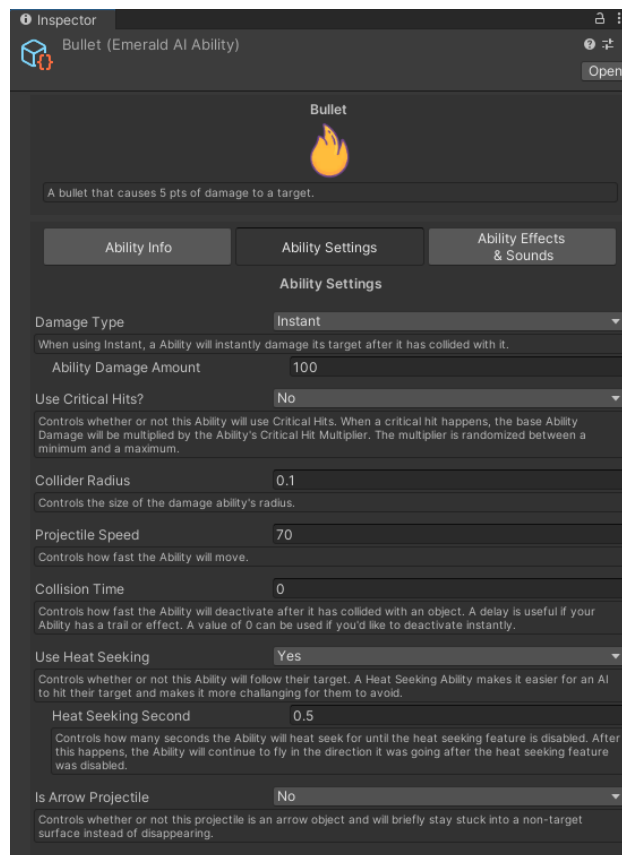 Inspector
Bullet (Emerald AI Ability)
Open
Bullet
A bullet that causes 5 pts of damage to a target.
Ability Info
Ability Settings
Ability Effects
& Sounds
Ability Settings
Damage Type
Instant
When using Instant, a Ability will instantly damage its target after it has collided with it.
Ability Damage Amount
100
Use Critical Hits?
No
Controls whether or not this Ability will use Critical Hits. When a critical hit happens, the base Ability
Damage will be multiplied by the Ability's Critical Hit Multiplier. The multiplier is randomized between a
minimum and a maximum.
Collider Radius
0.1
Controls the size of the damage ability's radius.
Projectile Speed
70
Controls how fast the Ability will move.
Collision Time
0
Controls how fast the Ability will deactivate after it has collided with an object. A delay is useful if your
Ability has a trail or effect. A value of 0 can be used if you'd like to deactivate instantly.
Use Heat Seeking
Yes
Controls whether or not this Ability will follow their target. A Heat Seeking Ability makes it easier for an AI
to hit their target and makes it more challanging for them to avoid.
Heat Seeking Second
0.5
Controls how many seconds the Ability will heat seek for until the heat seeking feature is disabled. After
this happens, the Ability will continue to fly in the direction it was going after the heat seeking feature
was disabled.
Is Arrow Projectile
No
Controls whether or not this projectile is an arrow object and will briefly stay stuck into a non-target
surface instead of disappearing.